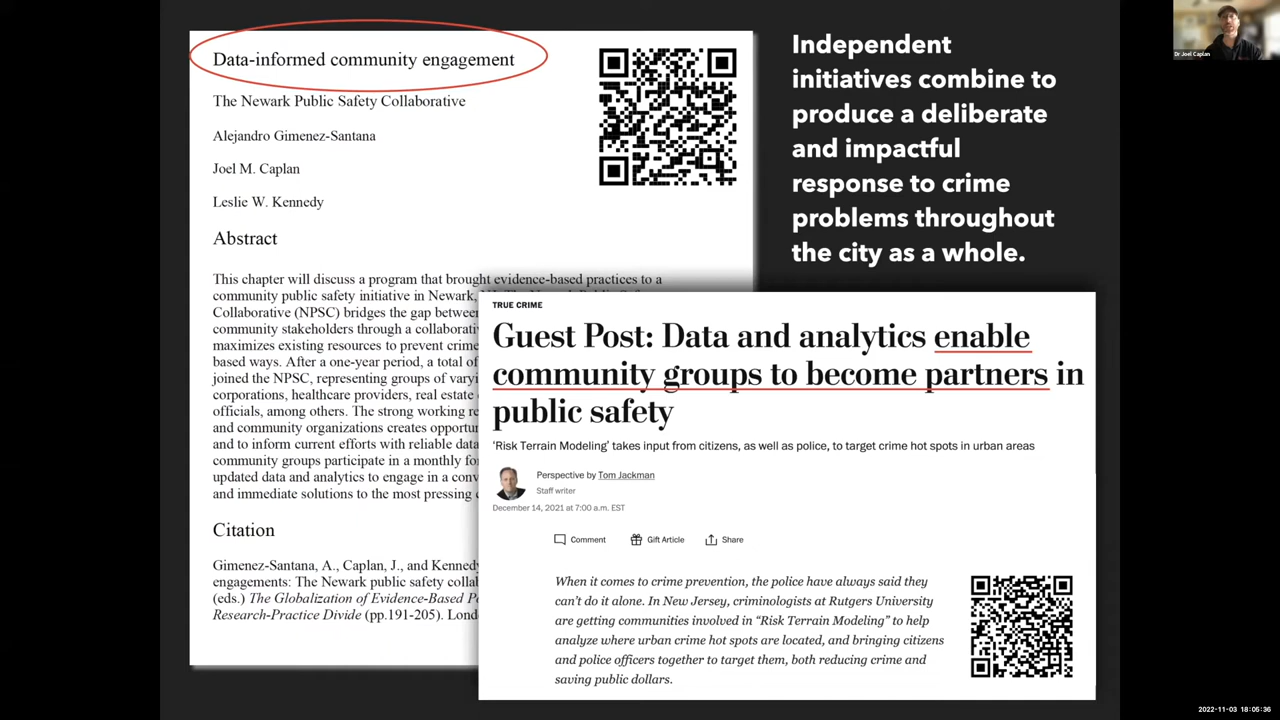 Data-informed community engagement
The Newark Public Safety Collaborative
Alejandro Gimenez-Santana
Joel M. Caplan
Leslie W. Kennedy
Abstract
This chapter will discuss a program that brought evidence-based practices to a
community public safety initiative in Newark,
Collaborative (NPSC) bridges the gap between
community stakeholders through a
maximizes existing resources to prevent crime
based ways. After a one-year period, a total of
joined the NPSC, representing groups of
corporations, healthcare providers, real estate
officials, among others. The strong working
and community organizations creates
and to inform current efforts with reliable data
community groups participate in a monthly
updated data and analytics to engage in a
and immediate solutions to the most pressing
Citation
Gimenez-Santana, A., Caplan, J., and Kennedy
engagements: The Newark public safety
(eds.) The Globalization of Evidence-Based
Research-Practice Divide (pp.191-205).
Independent
initiatives combine to
produce a deliberate
and impactful
response to crime
problems throughout
the city as a whole.
TRUE CRIME
Guest Post: Data and analytics enable
community groups to become partners in
public safety
‘Risk Terrain Modeling’ takes input from citizens, as well as police, to target crime hot spots in urban areas
Perspective by Tom Jackman
Staff writer
December 14, 2021 at 7:00 a.m. EST
Comment Gift Article Share
When it comes to crime prevention, the police have always said they
can’t do it alone. In New Jersey, criminologists at Rutgers University
are getting communities involved in “Risk Terrain Modeling” to help
analyze where urban crime hot spots are located, and bringing citizens
and police officers together to target them, both reducing crime and
saving public dollars.
Dr Joel Caplan
2022-11-03 18:05:36